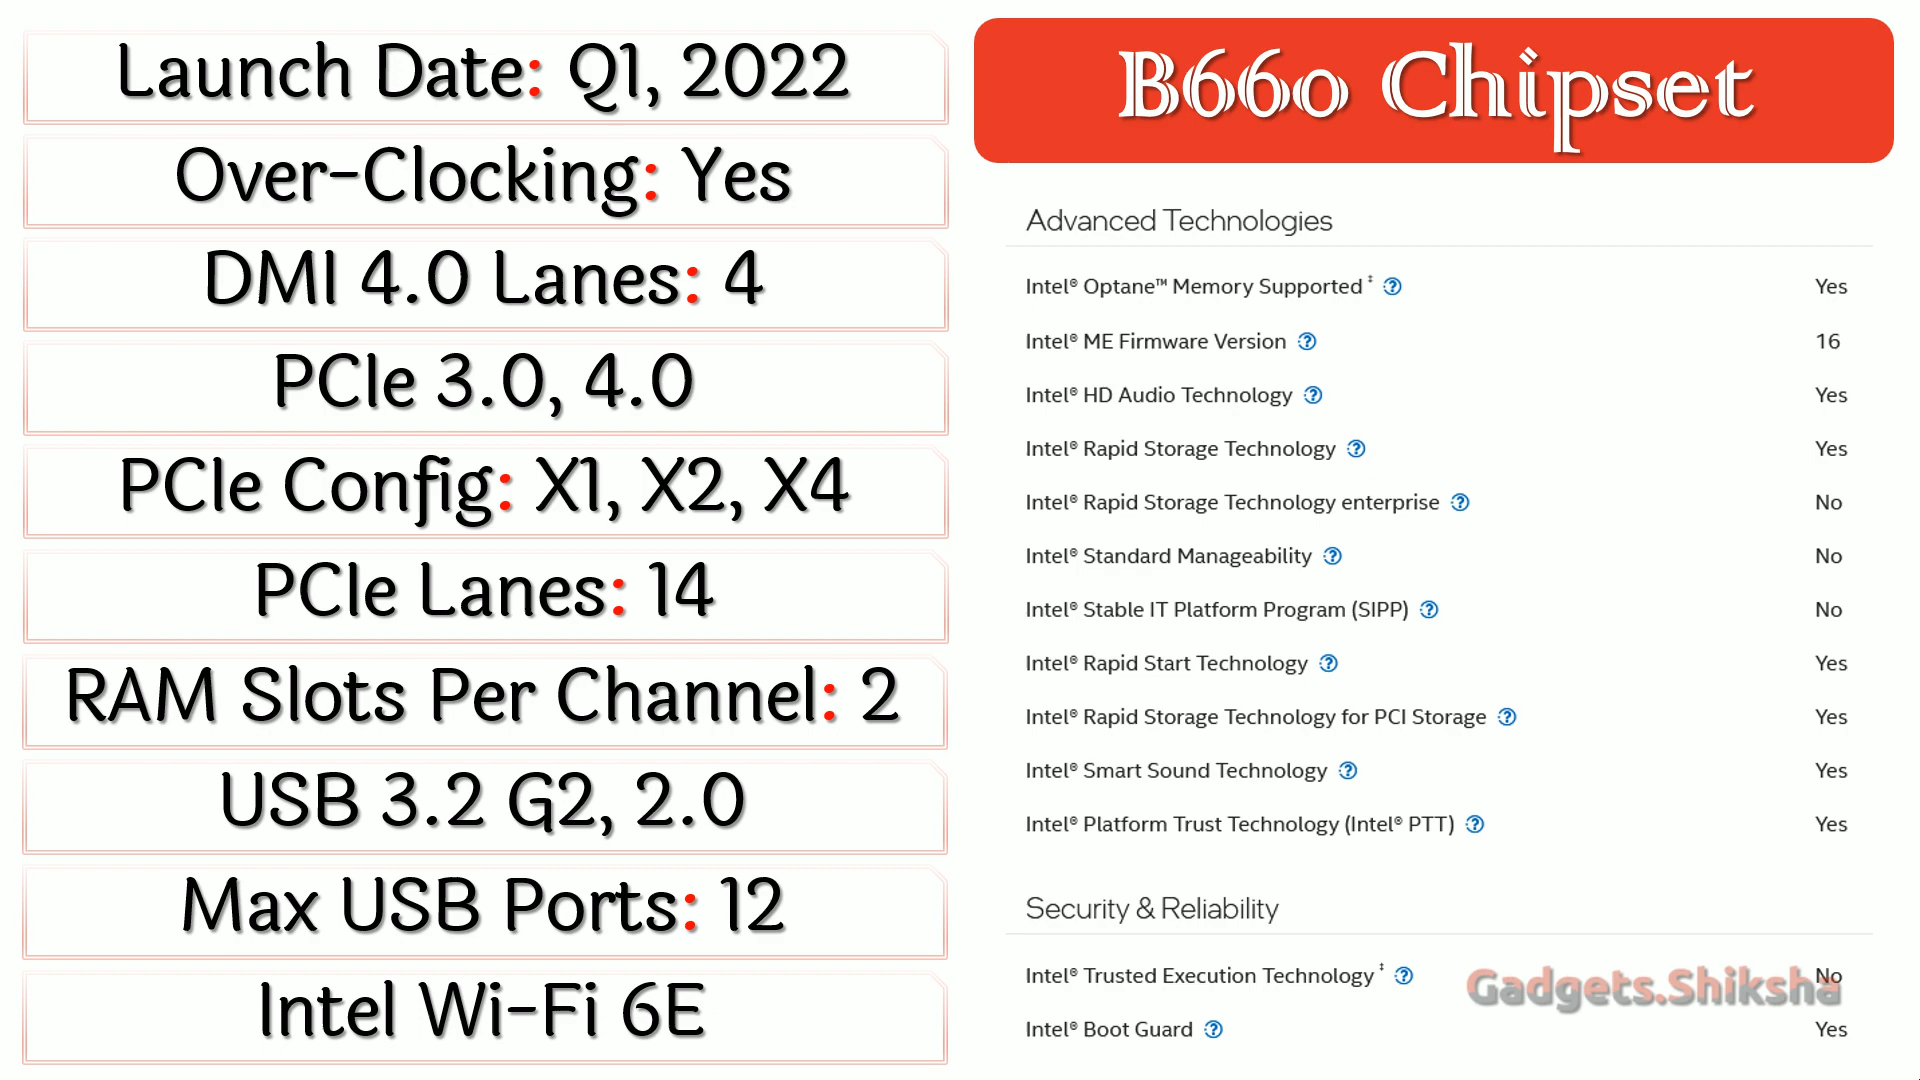 Launch Date: Q1, 2022
Over-Clocking: Yes
DMI 4.0 Lanes: 4
PCIe 3.0, 4.0
PCIe Config: X1, X2, X4
PCIe Lanes: 14
RAM Slots Per Channel: 2
USB 3.2 G2, 2.0
Max USB Ports: 12
Intel Wi-Fi 6E
B660 Chipset
Advanced Technologies
Intel® Optane™ Memory Supported ‡ ? Yes
Intel® ME Firmware Version ? 16
Intel® HD Audio Technology ? Yes
Intel® Rapid Storage Technology ? Yes
Intel® Rapid Storage Technology enterprise ? No
Intel® Standard Manageability ? No
Intel® Stable IT Platform Program (SIPP) ? No
Intel® Rapid Start Technology ? Yes
Intel® Rapid Storage Technology for PCI Storage ? Yes
Intel® Smart Sound Technology ? Yes
Intel® Platform Trust Technology (Intel® PTT) ? Yes
Security & Reliability
Intel® Trusted Execution Technology ‡ ? No
Gadgets.Shiksha
Intel® Boot Guard ? Yes